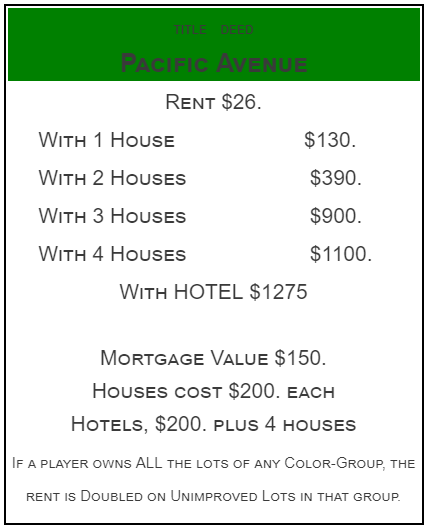 TITLE DEED
PACIFIC AVENUE
RENT $26.
WITH 1 HOUSE $130.
WITH 2 HOUSES $390.
WITH 3 HOUSES $900.
WITH 4 HOUSES $1100.
WITH HOTEL $1275
MORTGAGE VALUE $150.
HOUSES COST $200. EACH
HOTELS, $200. PLUS 4 HOUSES
IF A PLAYER OWNS ALL THE LOTS OF ANY COLOR-GROUP, THE
RENT IS DOUBLED ON UNIMPROVED LOTS IN THAT GROUP.